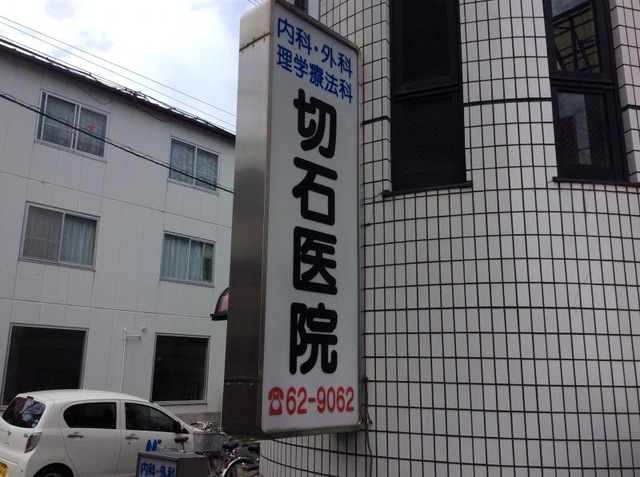 内科・外科
理学療法科
切石医院
☎62-9062
内科・外科